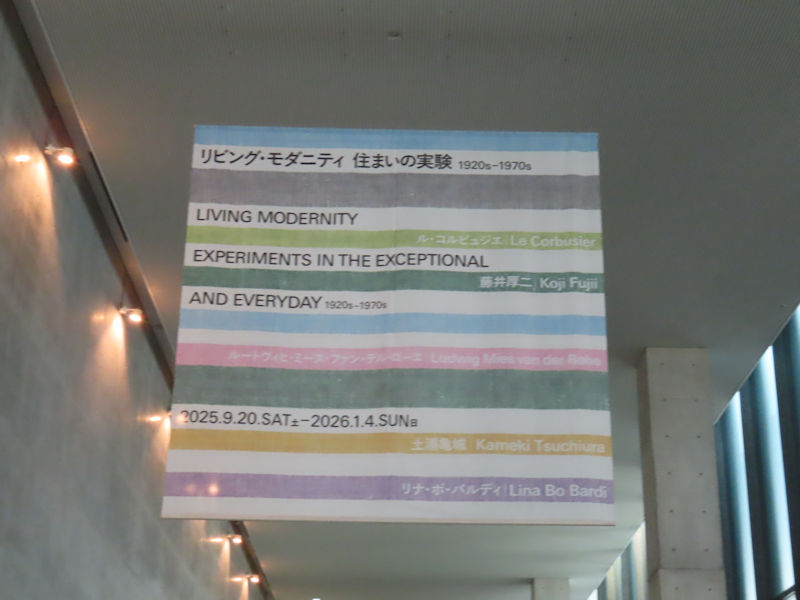 リビング・モダニティ 住まいの実験 1920s–1970s
LIVING MODERNITY
ル・コルビュジエ | Le Corbusier
EXPERIMENTS IN THE EXCEPTIONAL
藤井厚二 | Koji Fujii
AND EVERYDAY 1920s–1970s
ルートヴィヒ・ミース・ファン・デル・ローエ | Ludwig Mies van der Rohe
2025.9.20.SAT土–2026.1.4.SUN日
土浦亀城 Kameki Tsuchiura
リナ・ボ・バルディ | Lina Bo Bardi